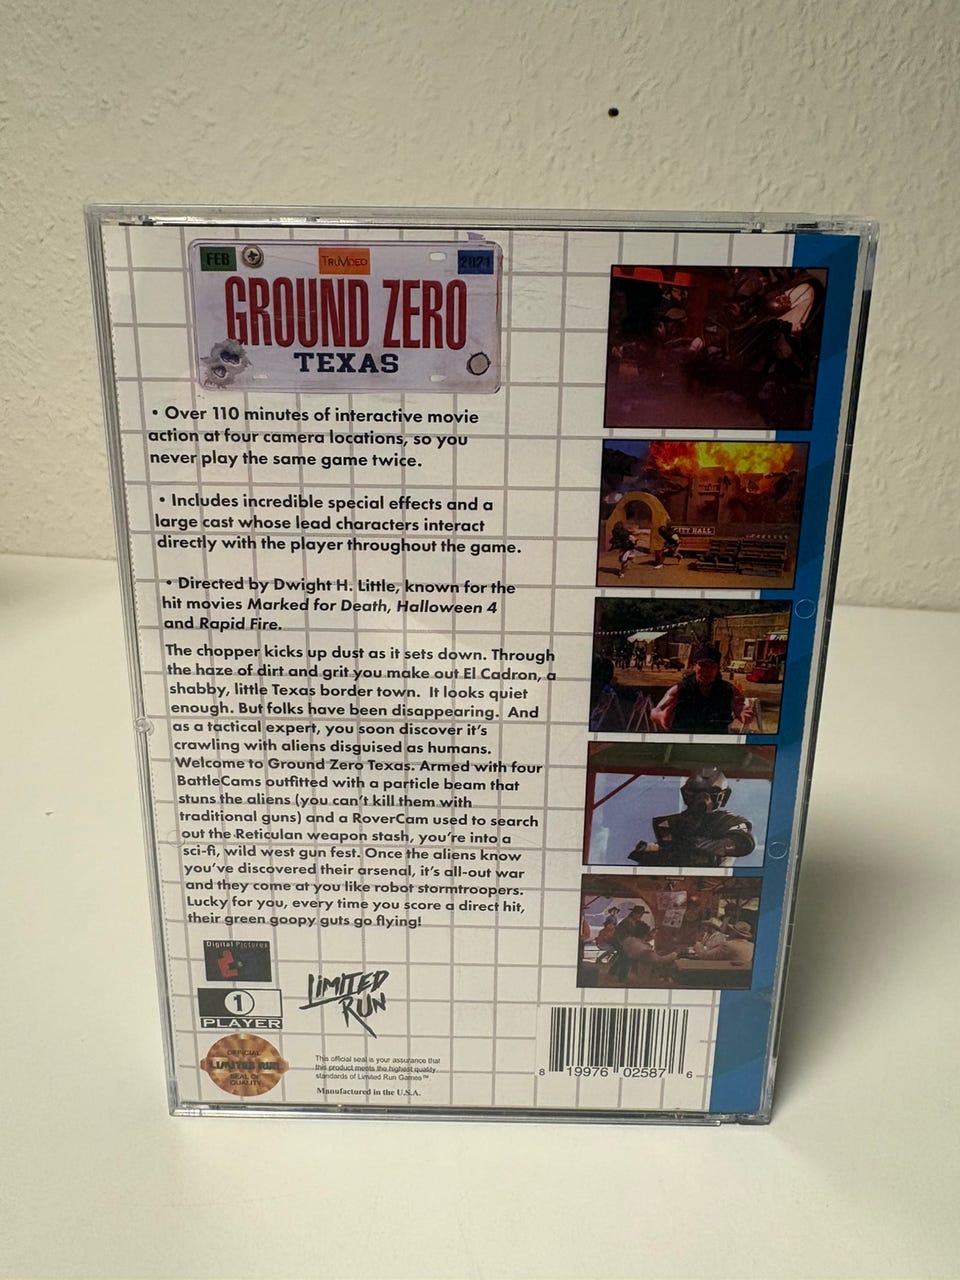 FEB
TruVideo
2021
GROUND ZERO
TEXAS
• Over 110 minutes of interactive movie
action at four camera locations, so you
never play the same game twice.
• Includes incredible special effects and a
large cast whose lead characters interact
directly with the player throughout the game.
• Directed by Dwight H. Little, known for the
hit movies Marked for Death, Halloween 4
and Rapid Fire.
The chopper kicks up dust as it sets down. Through
the haze of dirt and grit you make out El Cadron, a
shabby, little Texas border town. It looks quiet
enough. But folks have been disappearing. And
as a tactical expert, you soon discover it's
crawling with aliens disguised as humans.
Welcome to Ground Zero Texas. Armed with four
BattleCams outfitted with a particle beam that
stuns the aliens (you can't kill them with
traditional guns) and a RoverCam used to search
out the Reticulan weapon stash, you're into a
sci-fi, wild west gun fest. Once the aliens know
you've discovered their arsenal, it's all-out war
and they come at you like robot stormtroopers.
Lucky for you, every time you score a direct hit,
their green goopy guts go flying!
CITY HALL
Digital Pictures
1
PLAYER
LIMITED
RUN
OFFICIAL
LIMITED RUN
SEAL OF
QUALITY
This official seal is your assurance that
this product meets the highest quality
standards of Limited Run Games™
Manufactured in the U.S.A.
8 19976 02587 6